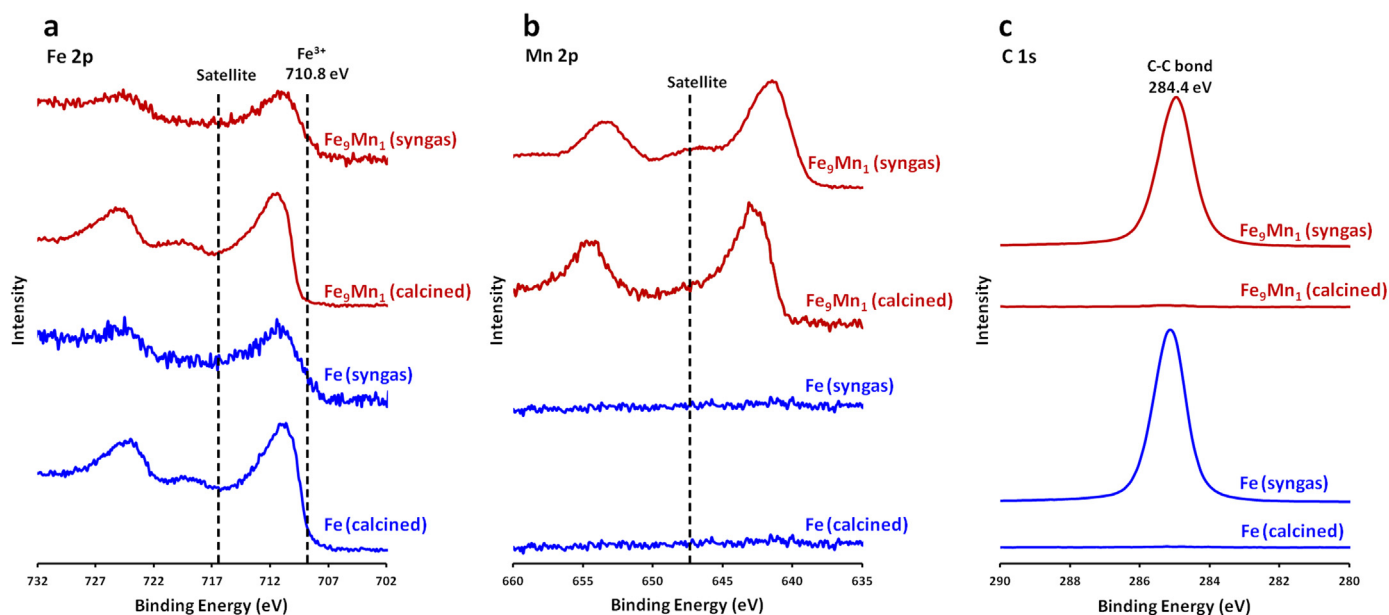 a
Fe 2p
Satellite
Fe³⁺
710.8 eV
Fe₉Mn₁ (syngas)
Fe₉Mn₁ (calcined)
Fe (syngas)
Fe (calcined)
Intensity
732 727 722 717 712 707 702
Binding Energy (eV)
b
Mn 2p
Satellite
Fe₉Mn₁ (syngas)
Fe₉Mn₁ (calcined)
Fe (syngas)
Fe (calcined)
Intensity
660 655 650 645 640 635
Binding Energy (eV)
c
C 1s
C-C bond
284.4 eV
Fe₉Mn₁ (syngas)
Fe₉Mn₁ (calcined)
Fe (syngas)
Fe (calcined)
Intensity
290 288 286 284 282 280
Binding Energy (eV)